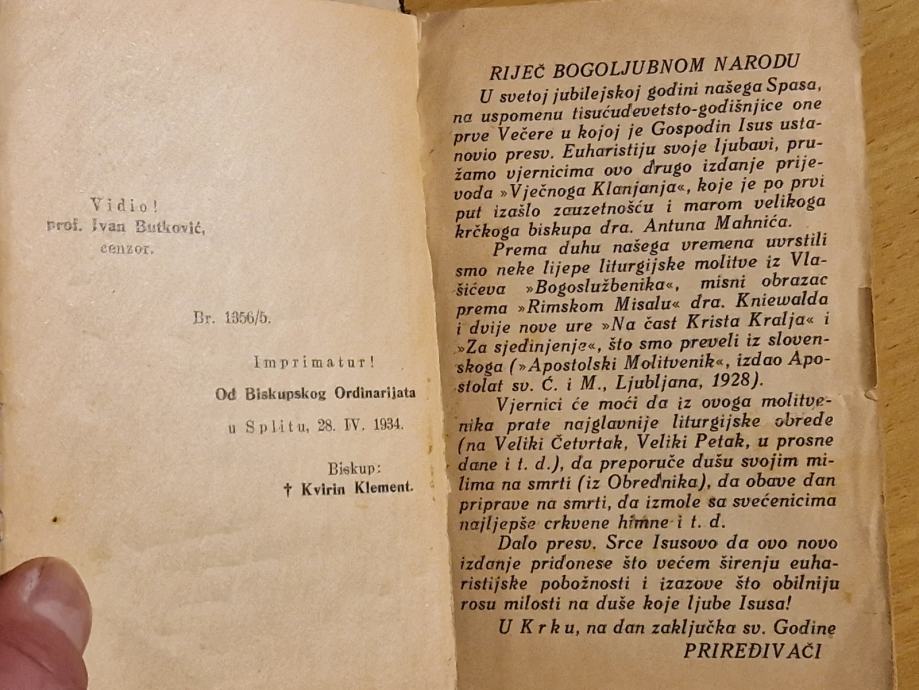 Vidio!
prof. Ivan Butković,
cenzor.
Br. 1356/5.
Imprimatur!
Od Biskupskog Ordinarijata
u Splitu, 28. IV. 1934.
Biskup:
† Kvirin Klement.
RIJEČ BOGOLJUBNOM NARODU
U svetoj jubilejskoj godini našega Spasa,
na uspomenu tisućudevetsto-godišnjice one
prve Večere u kojoj je Gospodin Isus usta-
novio presv. Euharistiju svoje ljubavi, pru-
žamo vjernicima ovo drugo izdanje prije-
voda »Vječnoga Klanjanja«, koje je po prvi
put izašlo zauzetnošću i marom velikoga
krčkoga biskupa dra. Antuna Mahnića.
Prema duhu našega vremena uvrstili
smo neke lijepe liturgijske molitve iz Vla-
šićeva »Bogoslužbenika«, misni obrazac
prema »Rimskom Misalu« dra. Kniewalda
i dvije nove ure »Na čast Krista Kralja« i
»Za sjedinjenje«, što smo preveli iz sloven-
skoga (»Apostolski Molitvenik«, izdao Apo-
stolat sv. Ć. i M., Ljubljana, 1928).
Vjernici će moći da iz ovoga molitve-
nika prate najglavnije liturgijske obrede
(na Veliki Četvrtak, Veliki Petak, u prosne
dane i t. d.), da preporuče dušu svojim mi-
lima na smrti (iz Obrednika), da obave dan
priprave na smrti, da izmole sa svećenicima
najljepše crkvene himne i t. d.
Dalo presv. Srce Isusovo da ovo novo
izdanje pridonese što većem širenju euha-
ristijske pobožnosti i izazove što obilniju
rosu milosti na duše koje ljube Isusa!
U Krku, na dan zaključka sv. Godine
PRIREĐIVAČI